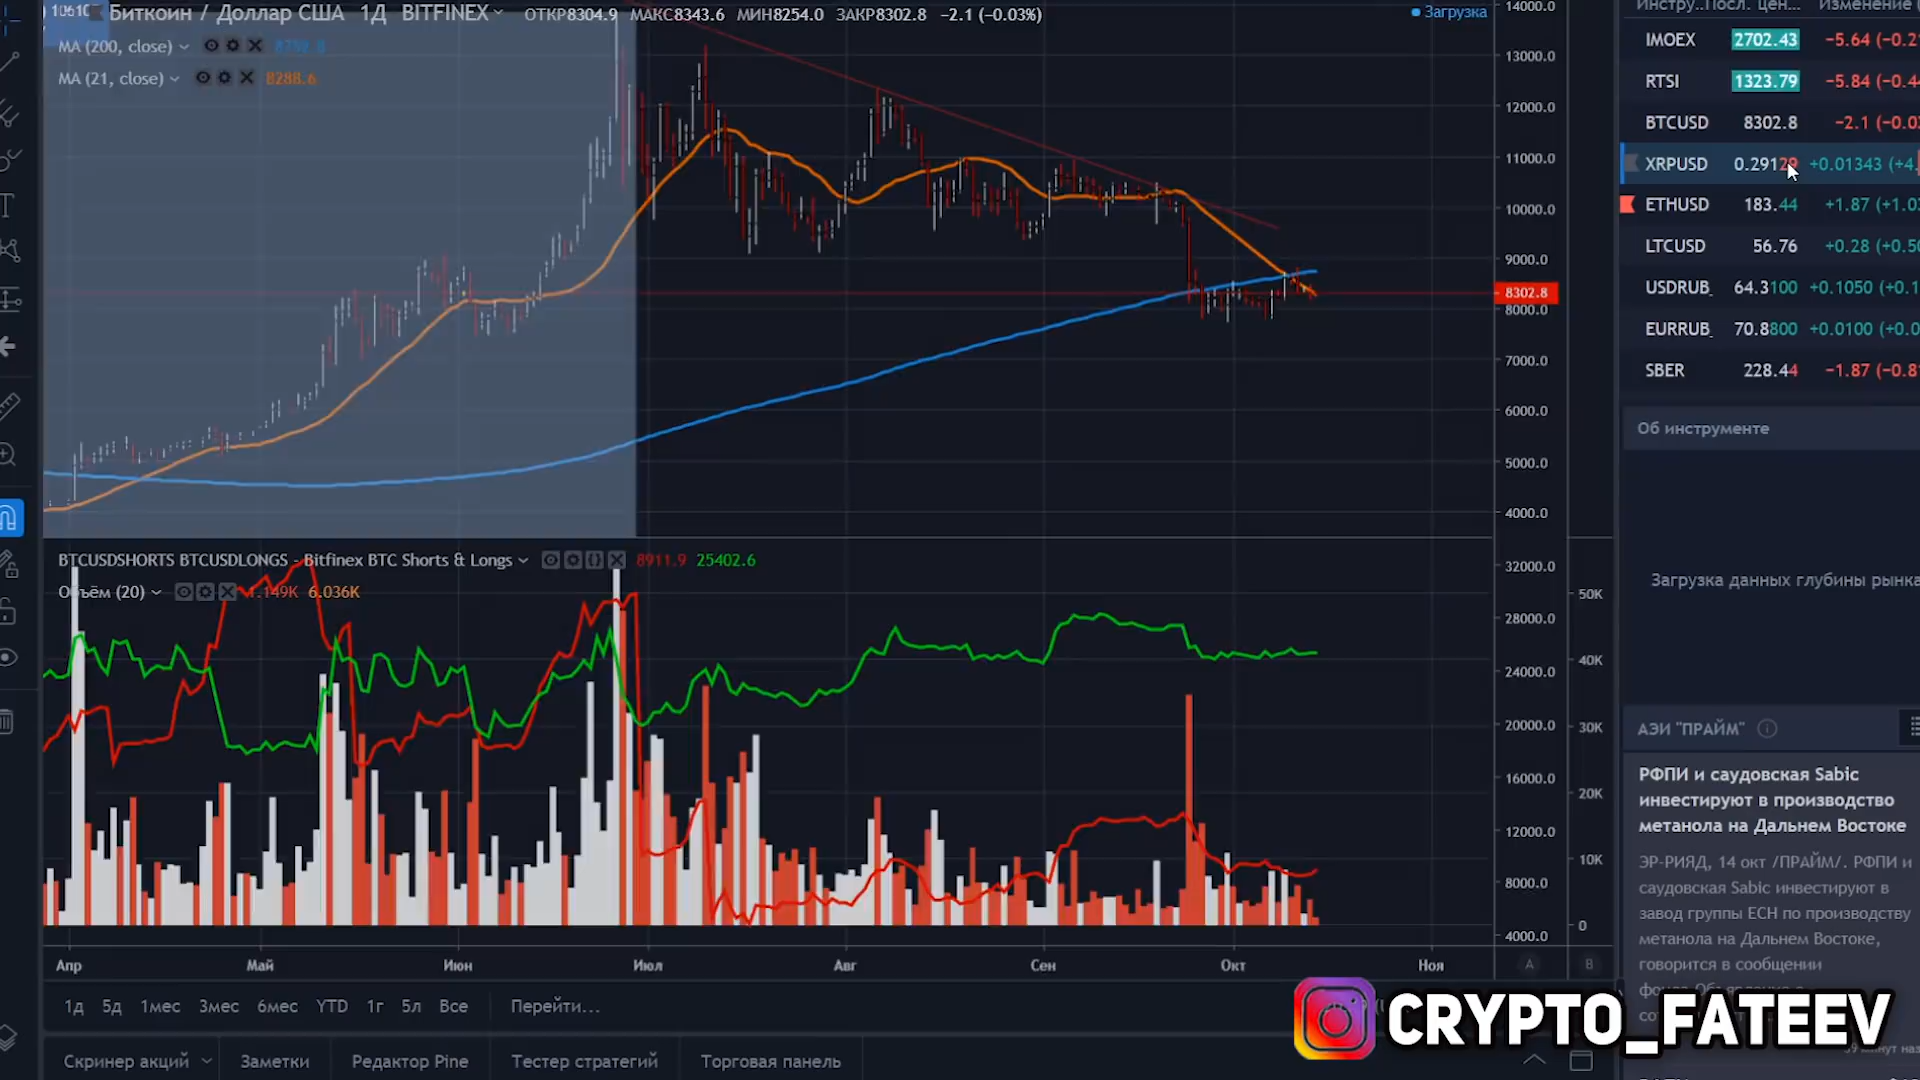 Биткоин / Доллар США 1Д BITFINEX ОТКР8304.9 МАКС8343.6 МИН8254.0 ЗАКР8302.8 −2.1 (−0.03%)
Загрузка
MA (200, close)
MA (21, close) 8288.6
14000.0
13000.0
12000.0
11000.0
10000.0
9000.0
8302.8
8000.0
7000.0
6000.0
5000.0
4000.0
BTCUSDSHORTS BTCUSDLONGS - Bitfinex BTC Shorts & Longs 8911.9 25402.6
Объём (20) 1.149K 6.036K
32000.0
28000.0
24000.0
20000.0
16000.0
12000.0
8000.0
4000.0
50K
40K
30K
20K
10K
0
Апр Май Июн Июл Авг Сен Окт Ноя A B
1д 5д 1мес 3мес 6мес YTD 1г 5л Все Перейти...
Скринер акций Заметки Редактор Pine Тестер стратегий Торговая панель
IMOEX 2702.43 −5.64
RTSI 1323.79 −5.84
BTCUSD 8302.8 −2.1
XRPUSD 0.29129 +0.01343
ETHUSD 183.44 +1.87
LTCUSD 56.76 +0.28
USDRUB_ 64.3100 +0.1050
EURRUB_ 70.8800 +0.0100
SBER 228.44 −1.87
Об инструменте
Загрузка данных глубины рынка
АЭИ "ПРАЙМ"
РФПИ и саудовская Sabic
инвестируют в производство
метанола на Дальнем Востоке
ЭР-РИЯД, 14 окт /ПРАЙМ/. РФПИ и
саудовская Sabic инвестируют в
завод группы ЕСН по производству
метанола на Дальнем Востоке,
говорится в сообщении
CRYPTO_FATEEV